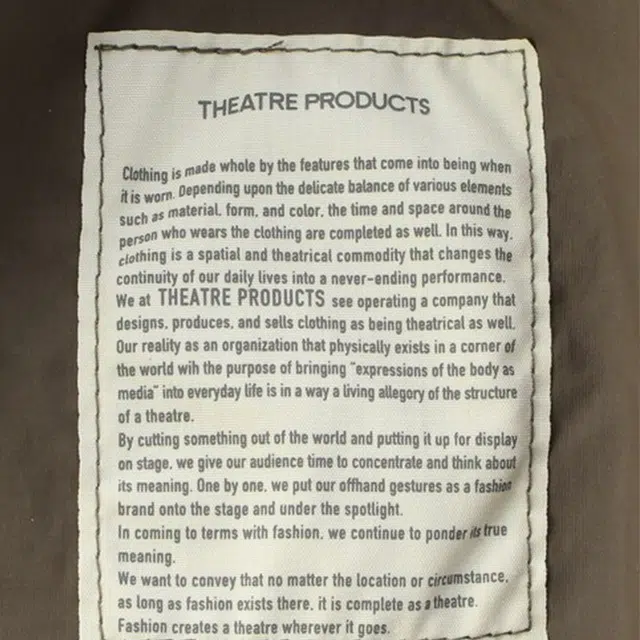 THEATRE PRODUCTS
Clothing is made whole by the features that come into being when
it is worn. Depending upon the delicate balance of various elements
such as material, form, and color, the time and space around the
person who wears the clothing are completed as well. In this way,
clothing is a spatial and theatrical commodity that changes the
continuity of our daily lives into a never-ending performance.
We at THEATRE PRODUCTS see operating a company that
designs, produces, and sells clothing as being theatrical as well.
Our reality as an organization that physically exists in a corner of
the world wih the purpose of bringing "expressions of the body as
media" into everyday life is in a way a living allegory of the structure
of a theatre.
By cutting something out of the world and putting it up for display
on stage, we give our audience time to concentrate and think about
its meaning. One by one, we put our offhand gestures as a fashion
brand onto the stage and under the spotlight.
In coming to terms with fashion, we continue to ponder its true
meaning.
We want to convey that no matter the location or circumstance,
as long as fashion exists there, it is complete as a theatre.
Fashion creates a theatre wherever it goes.